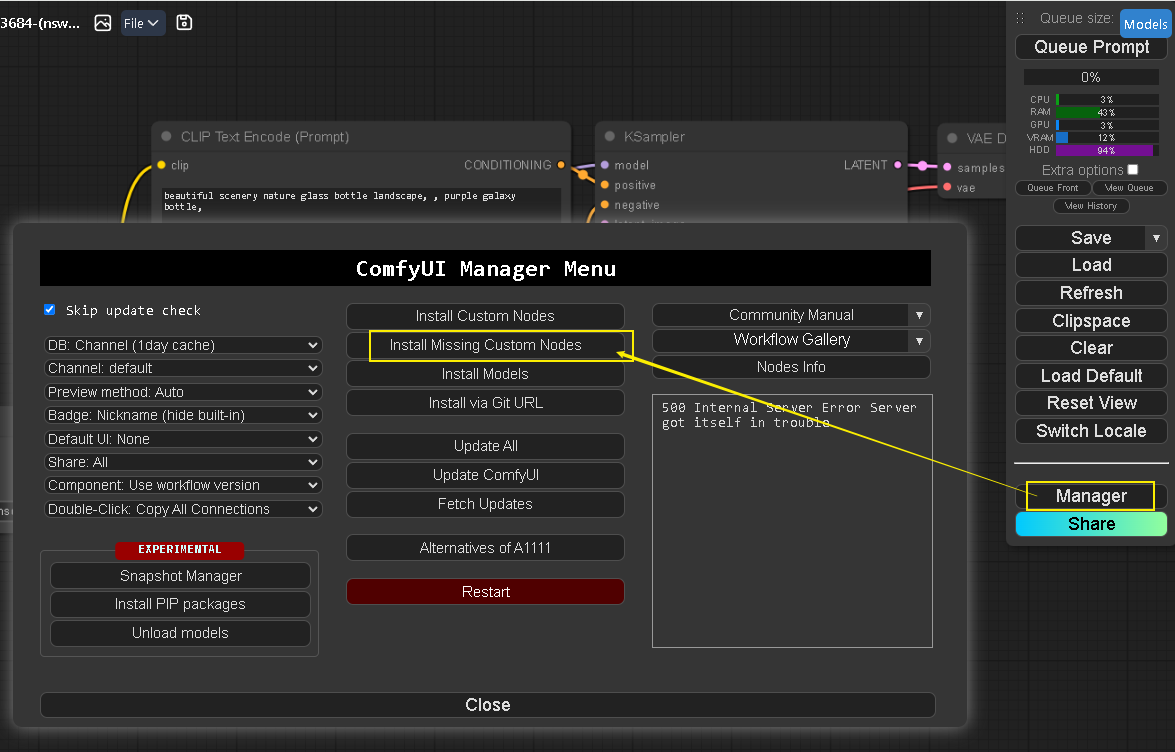 3684-(nsw...
File
Queue size:
Models
Queue Prompt
0%
CPU 3%
RAM 43%
GPU 3%
VRAM 12%
HDD 94%
Extra options
Queue Front
View Queue
View History
Save
Load
Refresh
Clipspace
Clear
Load Default
Reset View
Switch Locale
Manager
Share
CLIP Text Encode (Prompt)
clip
CONDITIONING
beautiful scenery nature glass bottle landscape, , purple galaxy
bottle,
KSampler
model
LATENT
positive
negative
VAE D
samples
vae
ComfyUI Manager Menu
Skip update check
DB: Channel (1day cache)
Channel: default
Preview method: Auto
Badge: Nickname (hide built-in)
Default UI: None
Share: All
Component: Use workflow version
Double-Click: Copy All Connections
EXPERIMENTAL
Snapshot Manager
Install PIP packages
Unload models
Install Custom Nodes
Install Missing Custom Nodes
Install Models
Install via Git URL
Update All
Update ComfyUI
Fetch Updates
Alternatives of A1111
Restart
Community Manual
Workflow Gallery
Nodes Info
500 Internal Server Error Server
got itself in trouble
Close